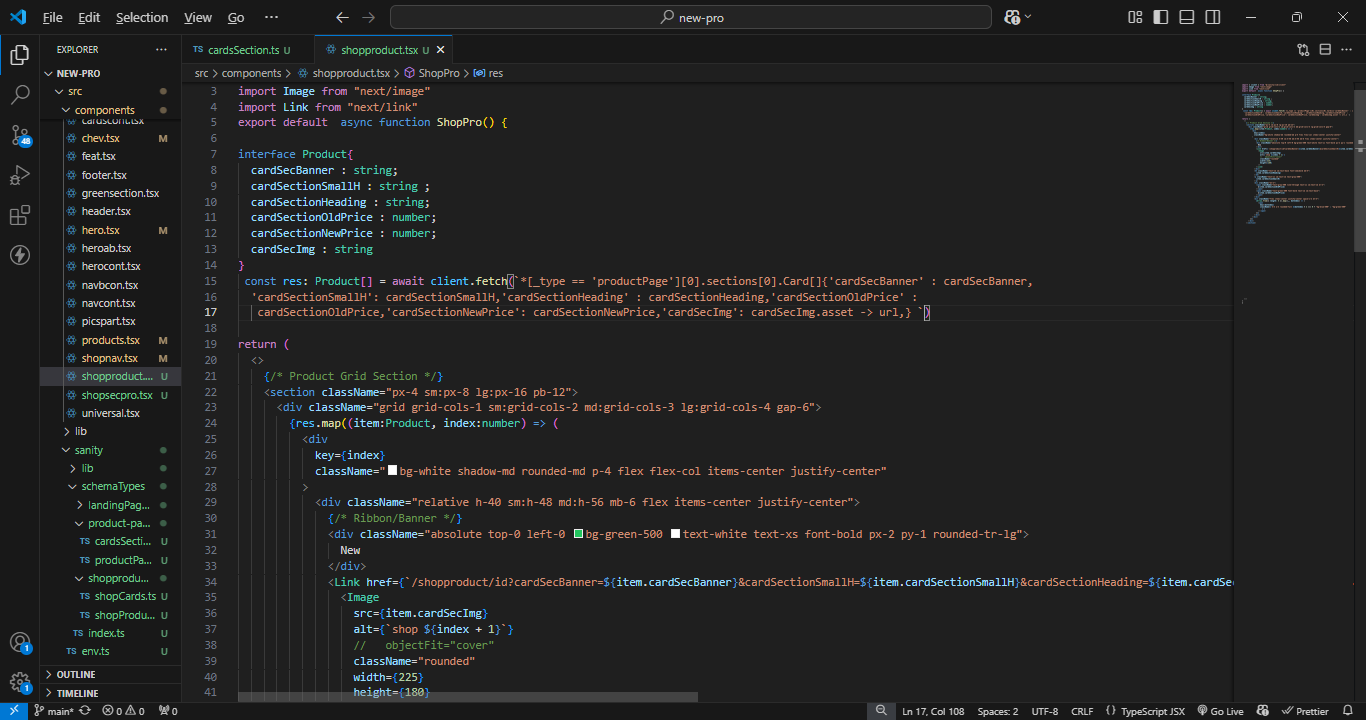 File Edit Selection View Go ··· new-pro
EXPLORER ···
NEW-PRO
src
components
cardscont.tsx
chev.tsx M
feat.tsx
footer.tsx
greensection.tsx
header.tsx
hero.tsx M
heroab.tsx
herocont.tsx
navbcon.tsx
navcont.tsx
picspart.tsx
products.tsx M
shopnav.tsx M
shopproduct.... U
shopsecpro.tsx U
universal.tsx
lib
sanity
lib
schemaTypes
landingPag...
product-pa...
TS cardsSecti... U
TS productPa... U
shopprodu...
TS shopCards.ts U
TS shopProdu... U
TS index.ts U
TS env.ts U
OUTLINE
TIMELINE
48
1
1
TS cardsSection.ts U
shopproduct.tsx U ×
src > components > shopproduct.tsx > ShopPro > res
3 import Image from "next/image"
4 import Link from "next/link"
5 export default  async function ShopPro() {
6
7 interface Product{
8 cardSecBanner : string;
9 cardSectionSmallH : string ;
10 cardSectionHeading : string;
11 cardSectionOldPrice : number;
12 cardSectionNewPrice : number;
13 cardSecImg : string
14 }
15 const res: Product[] = await client.fetch(`*[_type == 'productPage'][0].sections[0].Card[]{'cardSecBanner' : cardSecBanner,
16 'cardSectionSmallH': cardSectionSmallH,'cardSectionHeading' : cardSectionHeading,'cardSectionOldPrice' :
17 cardSectionOldPrice,'cardSectionNewPrice': cardSectionNewPrice,'cardSecImg': cardSecImg.asset -> url,} `)
18
19 return (
20 <>
21 {/* Product Grid Section */}
22 <section className="px-4 sm:px-8 lg:px-16 pb-12">
23 <div className="grid grid-cols-1 sm:grid-cols-2 md:grid-cols-3 lg:grid-cols-4 gap-6">
24 {res.map((item:Product, index:number) => (
25 <div
26 key={index}
27 className="bg-white shadow-md rounded-md p-4 flex flex-col items-center justify-center"
28 >
29 <div className="relative h-40 sm:h-48 md:h-56 mb-6 flex items-center justify-center">
30 {/* Ribbon/Banner */}
31 <div className="absolute top-0 left-0 bg-green-500 text-white text-xs font-bold px-2 py-1 rounded-tr-lg">
32 New
33 </div>
34 <Link href={`/shopproduct/id?cardSecBanner=${item.cardSecBanner}&cardSectionSmallH=${item.cardSectionSmallH}&cardSectionHeading=${item.cardSe
35 <Image
36 src={item.cardSecImg}
37 alt={`shop ${index + 1}`}
38 //   objectFit="cover"
39 className="rounded"
40 width={225}
41 height={180}
main* 0 0 0 Ln 17, Col 108 Spaces: 2 UTF-8 CRLF {} TypeScript JSX Go Live Prettier